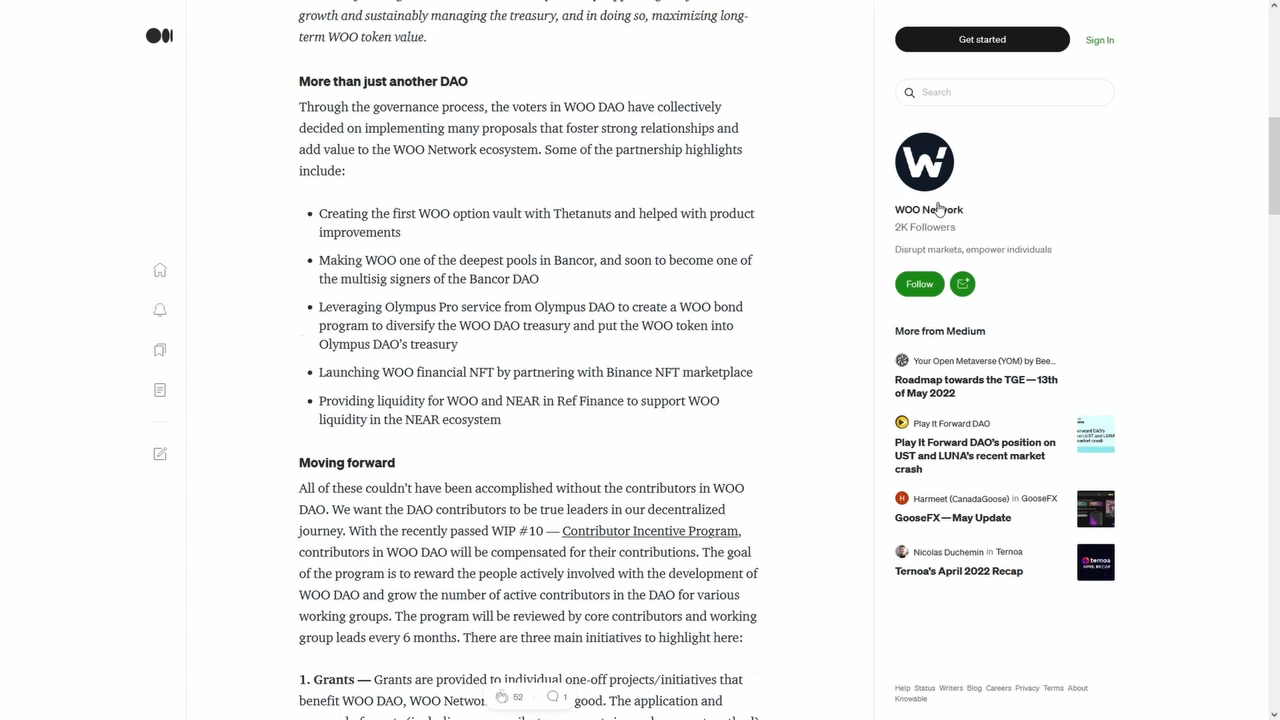 growth and sustainably managing the treasury, and in doing so, maximizing long-
term WOO token value.
More than just another DAO
Through the governance process, the voters in WOO DAO have collectively
decided on implementing many proposals that foster strong relationships and
add value to the WOO Network ecosystem. Some of the partnership highlights
include:
• Creating the first WOO option vault with Thetanuts and helped with product
improvements
• Making WOO one of the deepest pools in Bancor, and soon to become one of
the multisig signers of the Bancor DAO
• Leveraging Olympus Pro service from Olympus DAO to create a WOO bond
program to diversify the WOO DAO treasury and put the WOO token into
Olympus DAO’s treasury
• Launching WOO financial NFT by partnering with Binance NFT marketplace
• Providing liquidity for WOO and NEAR in Ref Finance to support WOO
liquidity in the NEAR ecosystem
Moving forward
All of these couldn’t have been accomplished without the contributors in WOO
DAO. We want the DAO contributors to be true leaders in our decentralized
journey. With the recently passed WIP #10 — Contributor Incentive Program,
contributors in WOO DAO will be compensated for their contributions. The goal
of the program is to reward the people actively involved with the development of
WOO DAO and grow the number of active contributors in the DAO for various
working groups. The program will be reviewed by core contributors and working
group leads every 6 months. There are three main initiatives to highlight here:
1. Grants — Grants are provided to individual one-off projects/initiatives that
benefit WOO DAO, WOO Networ good. The application and
52 1
Get started
Sign In
Search
W
WOO Network
2K Followers
Disrupt markets, empower individuals
Follow
More from Medium
Your Open Metaverse (YOM) by Bee...
Roadmap towards the TGE — 13th
of May 2022
Play It Forward DAO
Play It Forward DAO’s position on
UST and LUNA’s recent market
crash
H Harmeet (CanadaGoose) in GooseFX
GooseFX — May Update
Nicolas Duchemin in Ternoa
Ternoa’s April 2022 Recap
ternoa
APRIL RECAP
Help Status Writers Blog Careers Privacy Terms About
Knowable